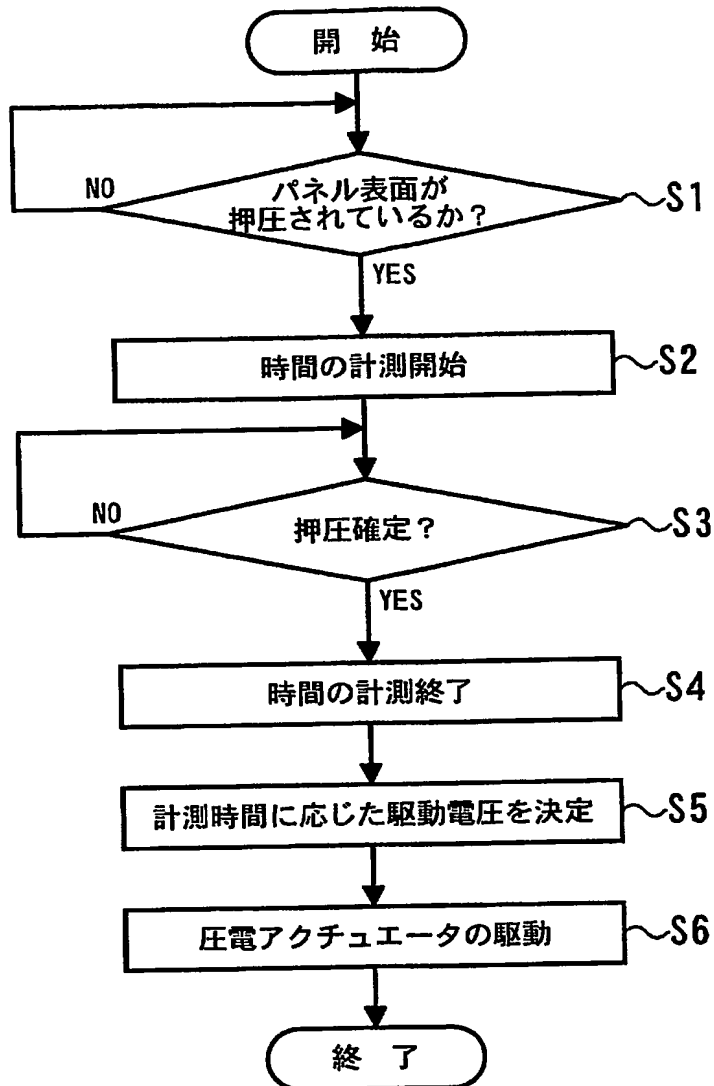 開 始
パネル表面が
押圧されているか?
S1
NO
YES
時間の計測開始
S2
押圧確定?
S3
NO
YES
時間の計測終了
S4
計測時間に応じた駆動電圧を決定
S5
圧電アクチュエータの駆動
S6
終 了